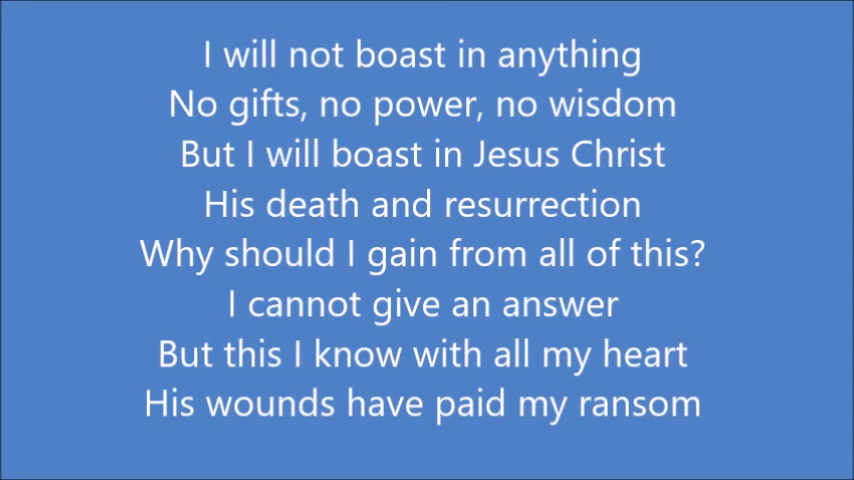 I will not boast in anything
No gifts, no power, no wisdom
But I will boast in Jesus Christ
His death and resurrection
Why should I gain from all of this?
I cannot give an answer
But this I know with all my heart
His wounds have paid my ransom